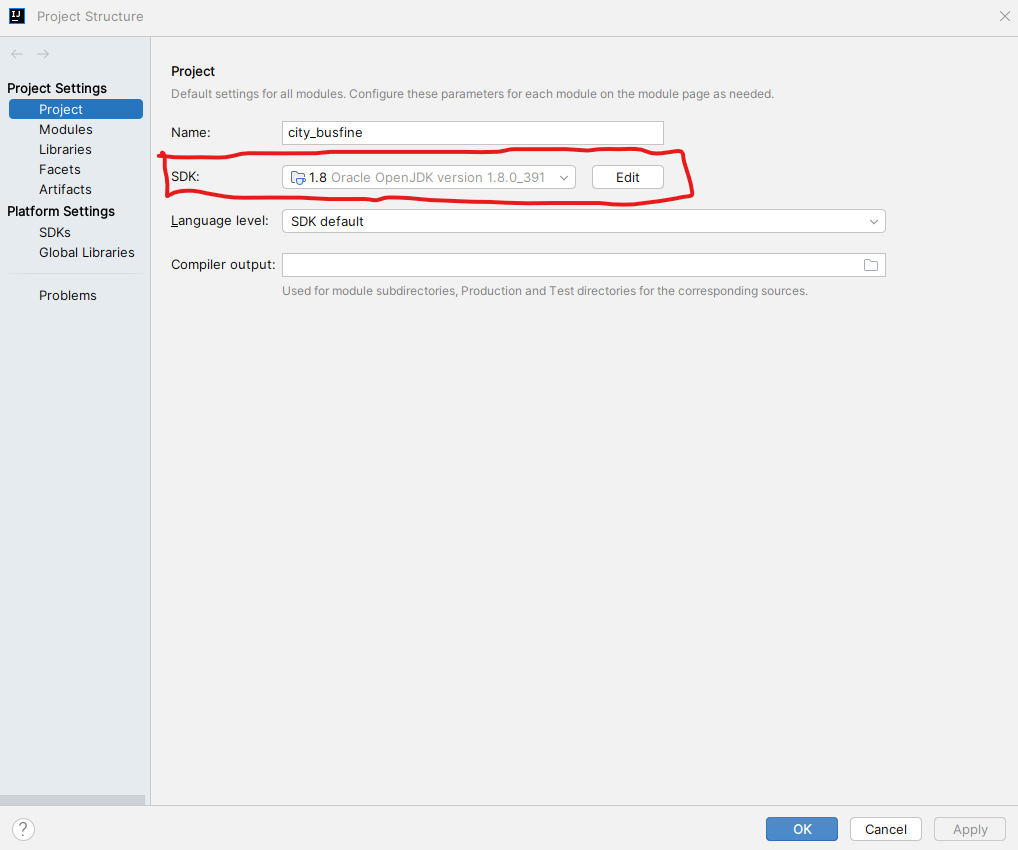 Project Structure
Project Settings
Project
Modules
Libraries
Facets
Artifacts
Platform Settings
SDKs
Global Libraries
Problems
Project
Default settings for all modules. Configure these parameters for each module on the module page as needed.
Name: city_busfine
SDK: 1.8 Oracle OpenJDK version 1.8.0_391 Edit
Language level: SDK default
Compiler output:
Used for module subdirectories, Production and Test directories for the corresponding sources.
? OK Cancel Apply